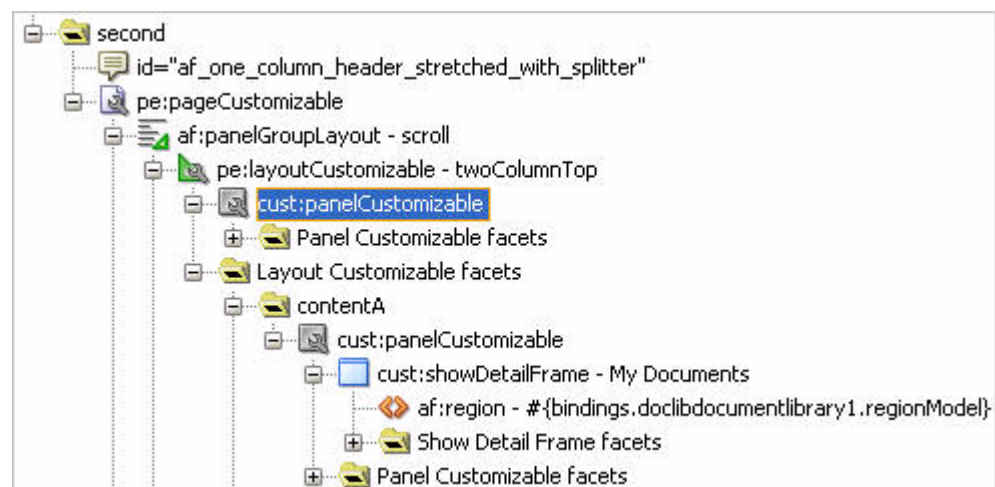 second
id="af_one_column_header_stretched_with_splitter"
pe:pageCustomizable
af:panelGroupLayout - scroll
pe:layoutCustomizable - twoColumnTop
cust:panelCustomizable
Panel Customizable facets
Layout Customizable facets
contentA
cust:panelCustomizable
cust:showDetailFrame - My Documents
af:region - #{bindings.doclibdocumentlibrary1.regionModel}
Show Detail Frame facets
Panel Customizable facets